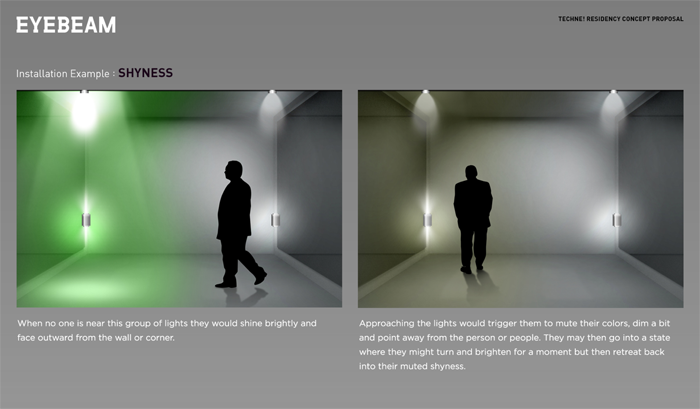 EYEBEAM
TECHNE! RESIDENCY CONCEPT PROPOSAL
Installation Example : SHYNESS
When no one is near this group of lights they would shine brightly and
face outward from the wall or corner.
Approaching the lights would trigger them to mute their colors, dim a bit
and point away from the person or people. They may then go into a state
where they might turn and brighten for a moment but then retreat back
into their muted shyness.